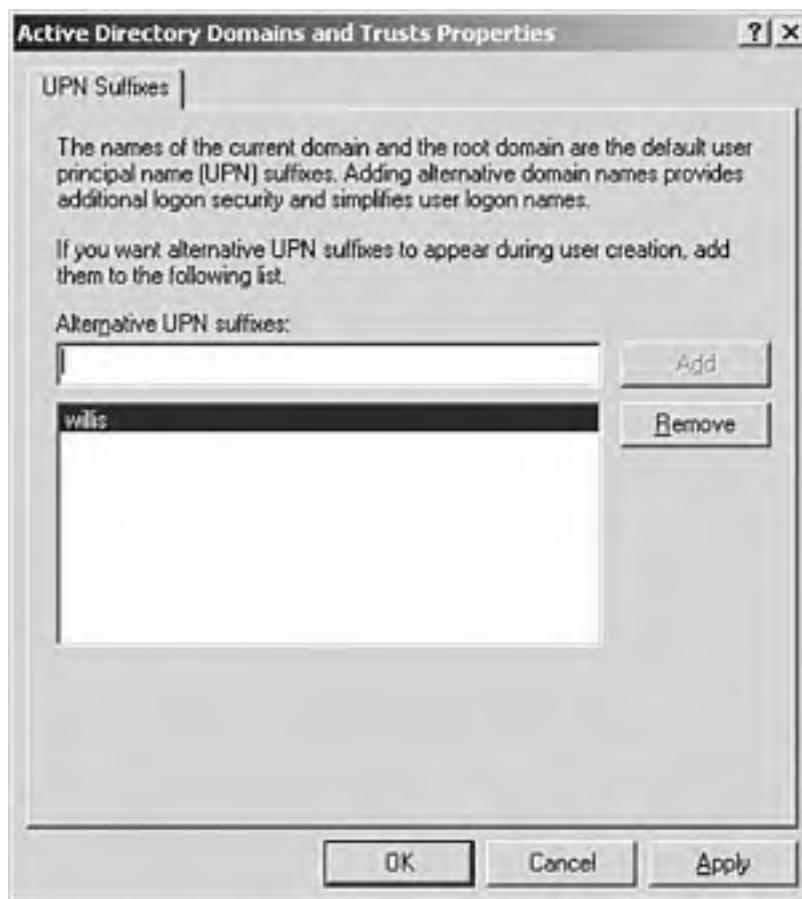 Active Directory Domains and Trusts Properties
UPN Suffixes
The names of the current domain and the root domain are the default user
principal name (UPN) suffixes. Adding alternative domain names provides
additional logon security and simplifies user logon names.
If you want alternative UPN suffixes to appear during user creation, add
them to the following list.
Alternative UPN suffixes:
Add
willis
Remove
OK
Cancel
Apply